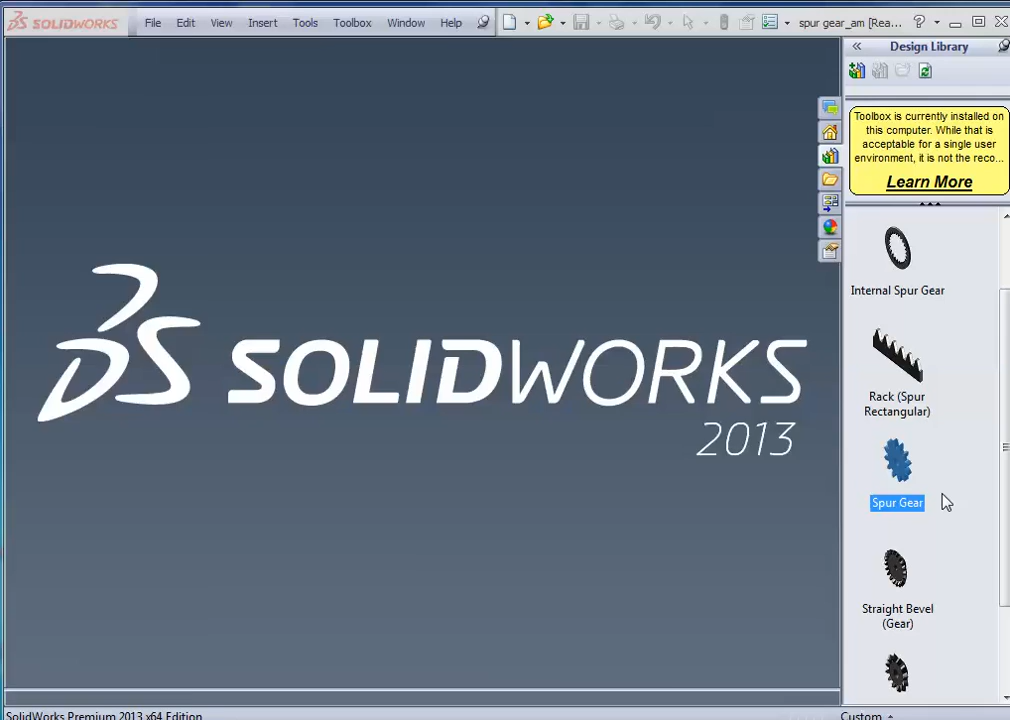 SOLIDWORKS File Edit View Insert Tools Toolbox Window Help spur gear_am [Rea... ?
Design Library
Toolbox is currently installed on
this computer. While that is
acceptable for a single user
environment, it is not the reco...
Learn More
Internal Spur Gear
Rack (Spur
Rectangular)
Spur Gear
Straight Bevel
(Gear)
SOLIDWORKS
2013
SolidWorks Premium 2013 x64 Edition
Custom